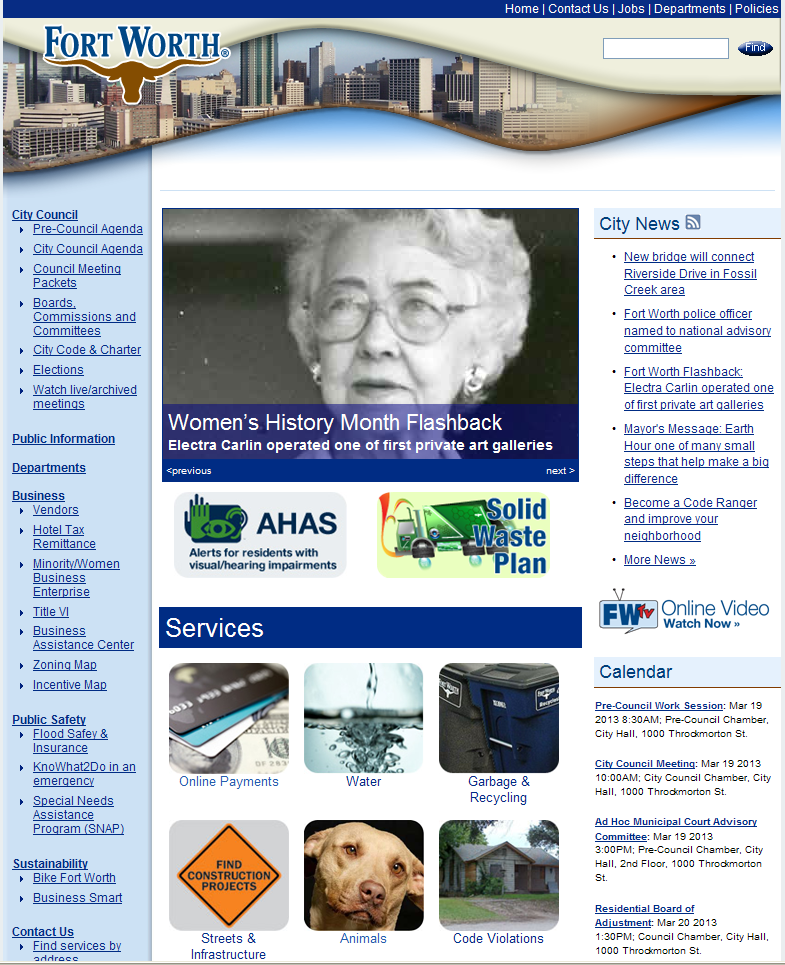 Home | Contact Us | Jobs | Departments | Policies
FORT WORTH®
Find
City Council
Pre-Council Agenda
City Council Agenda
Council Meeting
Packets
Boards,
Commissions and
Committees
City Code & Charter
Elections
Watch live/archived
meetings
Public Information
Departments
Business
Vendors
Hotel Tax
Remittance
Minority/Women
Business
Enterprise
Title VI
Business
Assistance Center
Zoning Map
Incentive Map
Public Safety
Flood Safey &
Insurance
KnoWhat2Do in an
emergency
Special Needs
Assistance
Program (SNAP)
Sustainability
Bike Fort Worth
Business Smart
Contact Us
Find services by
address
Women's History Month Flashback
Electra Carlin operated one of first private art galleries
<previous
next >
AHAS
Alerts for residents with
visual/hearing impairments
Solid
Waste
Plan
Services
Online Payments
Water
Garbage &
Recycling
FIND
CONSTRUCTION
PROJECTS
Streets &
Infrastructure
Animals
Code Violations
City News
New bridge will connect
Riverside Drive in Fossil
Creek area
Fort Worth police officer
named to national advisory
committee
Fort Worth Flashback:
Electra Carlin operated one
of first private art galleries
Mayor's Message: Earth
Hour one of many small
steps that help make a big
difference
Become a Code Ranger
and improve your
neighborhood
More News »
FWtv Online Video
Watch Now »
Calendar
Pre-Council Work Session: Mar 19
2013 8:30AM; Pre-Council Chamber,
City Hall, 1000 Throckmorton St.
City Council Meeting: Mar 19 2013
10:00AM; City Council Chamber, City
Hall, 1000 Throckmorton St.
Ad Hoc Municipal Court Advisory
Committee: Mar 19 2013
3:00PM; Pre-Council Chamber, City
Hall, 2nd Floor, 1000 Throckmorton
St.
Residential Board of
Adjustment: Mar 20 2013
1:30PM; Council Chamber, City Hall,
1000 Throckmorton St.